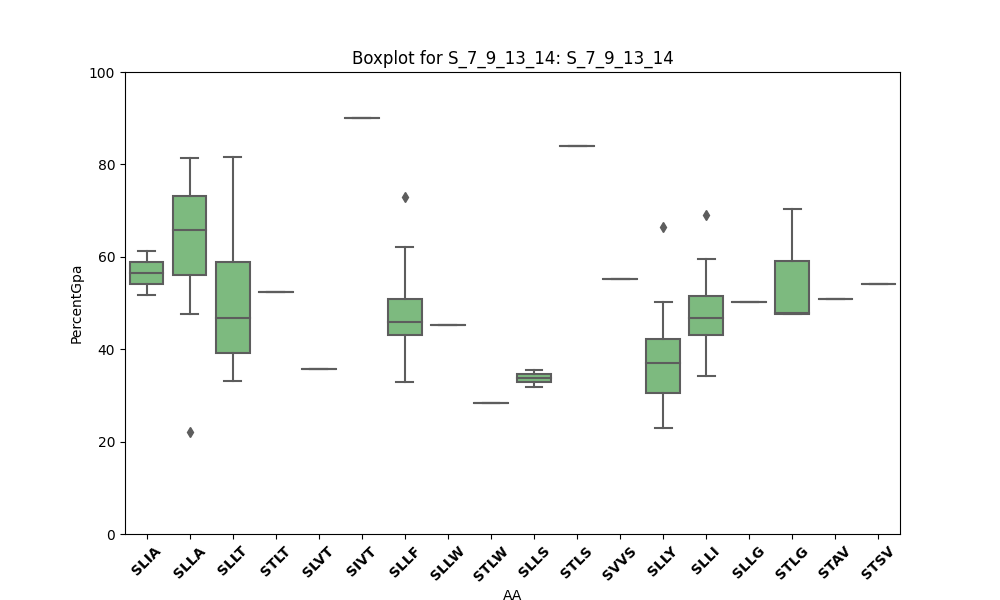 Boxplot for S_7_9_13_14: S_7_9_13_14
PercentGpa
100
80
60
40
20
0
SLIA SLLA SLLT STLT SLVT SIVT SLLF SLLW STLW SLLS STLS SVVS SLLY SLLI SLLG STLG STAV STSV
AA